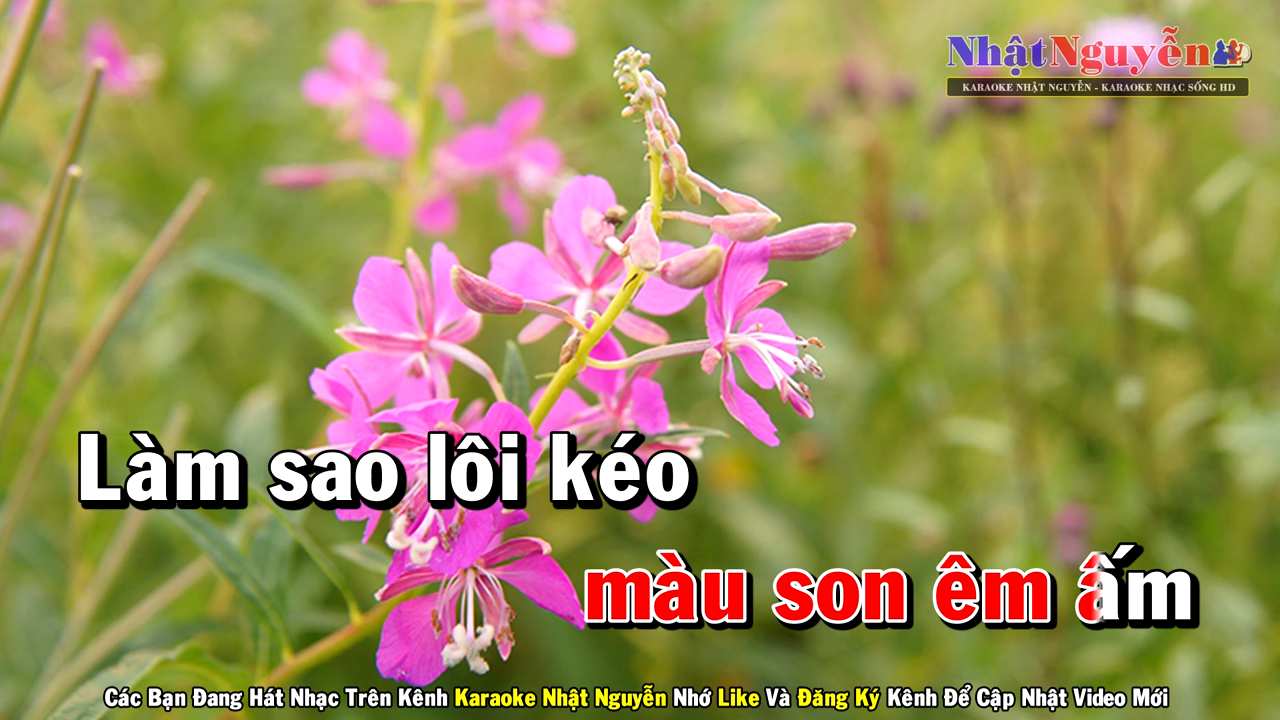 NhậtNguyễn
KARAOKE NHẬT NGUYỄN - KARAOKE NHẠC SỐNG HD
Làm sao lôi kéo
màu son êm ấm
Các Bạn Đang Hát Nhạc Trên Kênh Karaoke Nhật Nguyễn Nhớ Like Và Đăng Ký Kênh Để Cập Nhật Video Mới